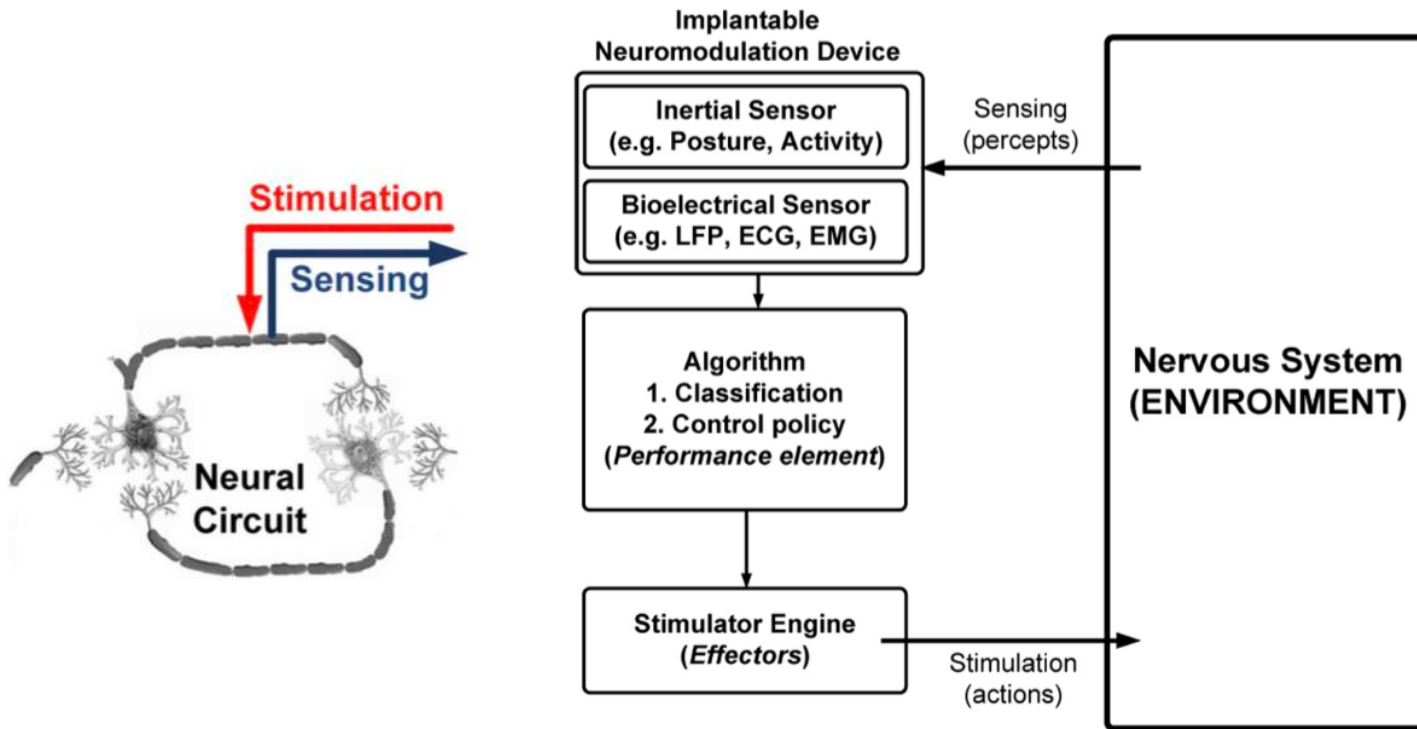 Stimulation
Sensing
Neural
Circuit
Implantable
Neuromodulation Device
Inertial Sensor
(e.g. Posture, Activity)
Bioelectrical Sensor
(e.g. LFP, ECG, EMG)
Algorithm
1. Classification
2. Control policy
(Performance element)
Stimulator Engine
(Effectors)
Sensing
(percepts)
Stimulation
(actions)
Nervous System
(ENVIRONMENT)